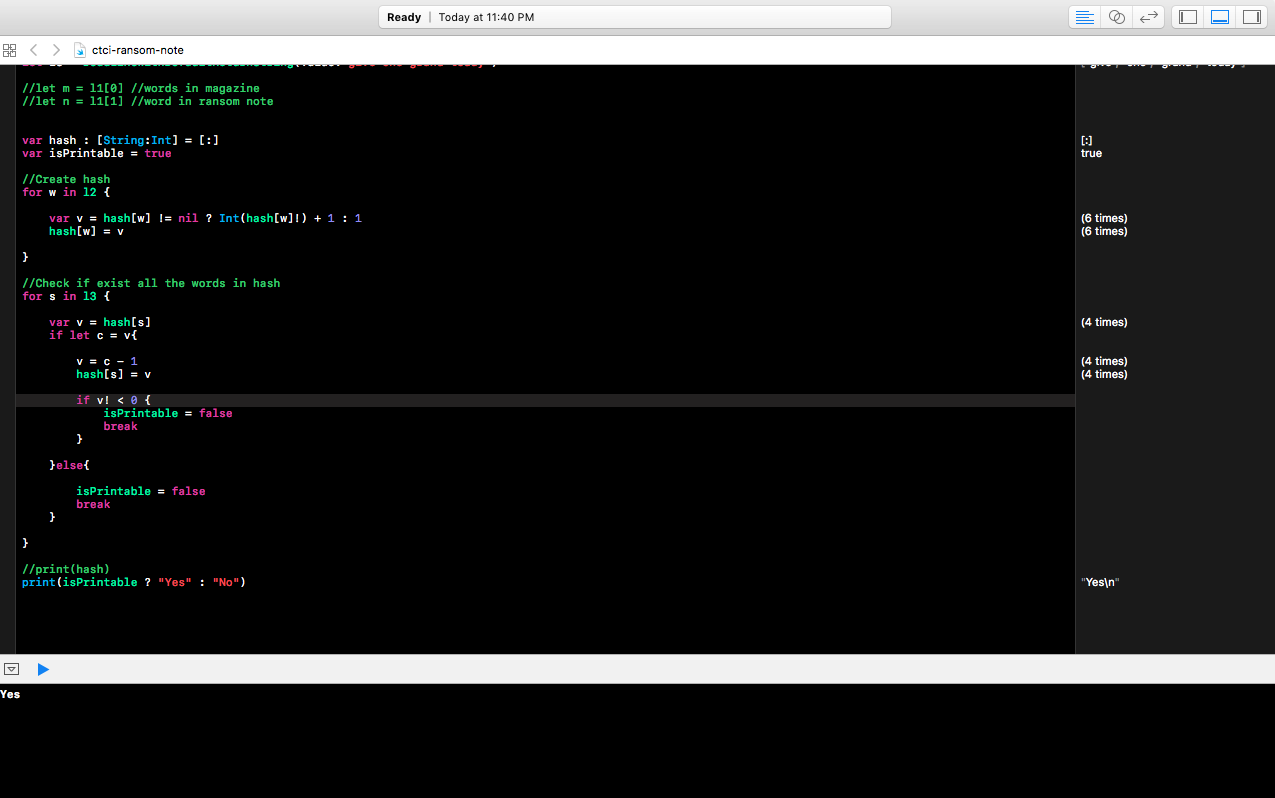 Ready | Today at 11:40 PM
ctci-ransom-note
//let m = l1[0] //words in magazine
//let n = l1[1] //word in ransom note
var hash : [String:Int] = [:]
[:]
var isPrintable = true
true
//Create hash
for w in l2 {
var v = hash[w] != nil ? Int(hash[w]!) + 1 : 1
(6 times)
hash[w] = v
(6 times)
}
//Check if exist all the words in hash
for s in l3 {
var v = hash[s]
(4 times)
if let c = v{
v = c - 1
(4 times)
hash[s] = v
(4 times)
if v! < 0 {
isPrintable = false
break
}
}else{
isPrintable = false
break
}
}
//print(hash)
print(isPrintable ? "Yes" : "No")
"Yes\n"
Yes